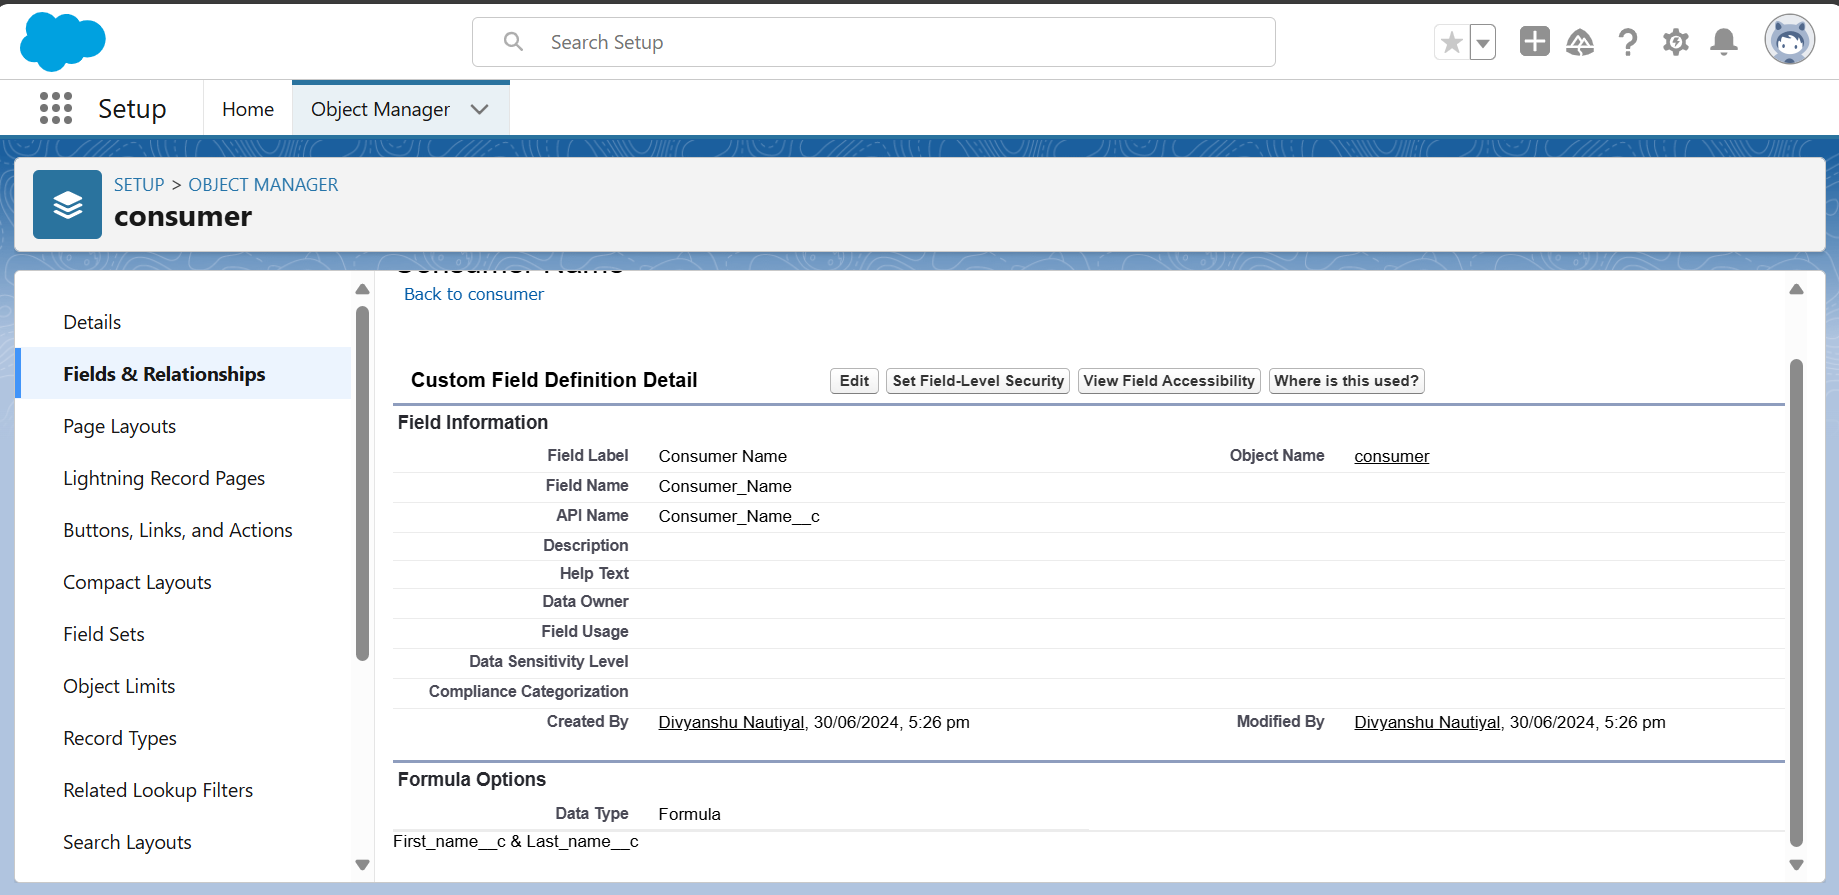 Search Setup
Setup
Home
Object Manager
SETUP > OBJECT MANAGER
consumer
Details
Fields & Relationships
Page Layouts
Lightning Record Pages
Buttons, Links, and Actions
Compact Layouts
Field Sets
Object Limits
Record Types
Related Lookup Filters
Search Layouts
Consumer Name
Back to consumer
Custom Field Definition Detail
Edit
Set Field-Level Security
View Field Accessibility
Where is this used?
Field Information
Field Label Consumer Name
Object Name consumer
Field Name Consumer_Name
API Name Consumer_Name__c
Description
Help Text
Data Owner
Field Usage
Data Sensitivity Level
Compliance Categorization
Created By Divyanshu Nautiyal, 30/06/2024, 5:26 pm
Modified By Divyanshu Nautiyal, 30/06/2024, 5:26 pm
Formula Options
Data Type Formula
First_name__c & Last_name__c